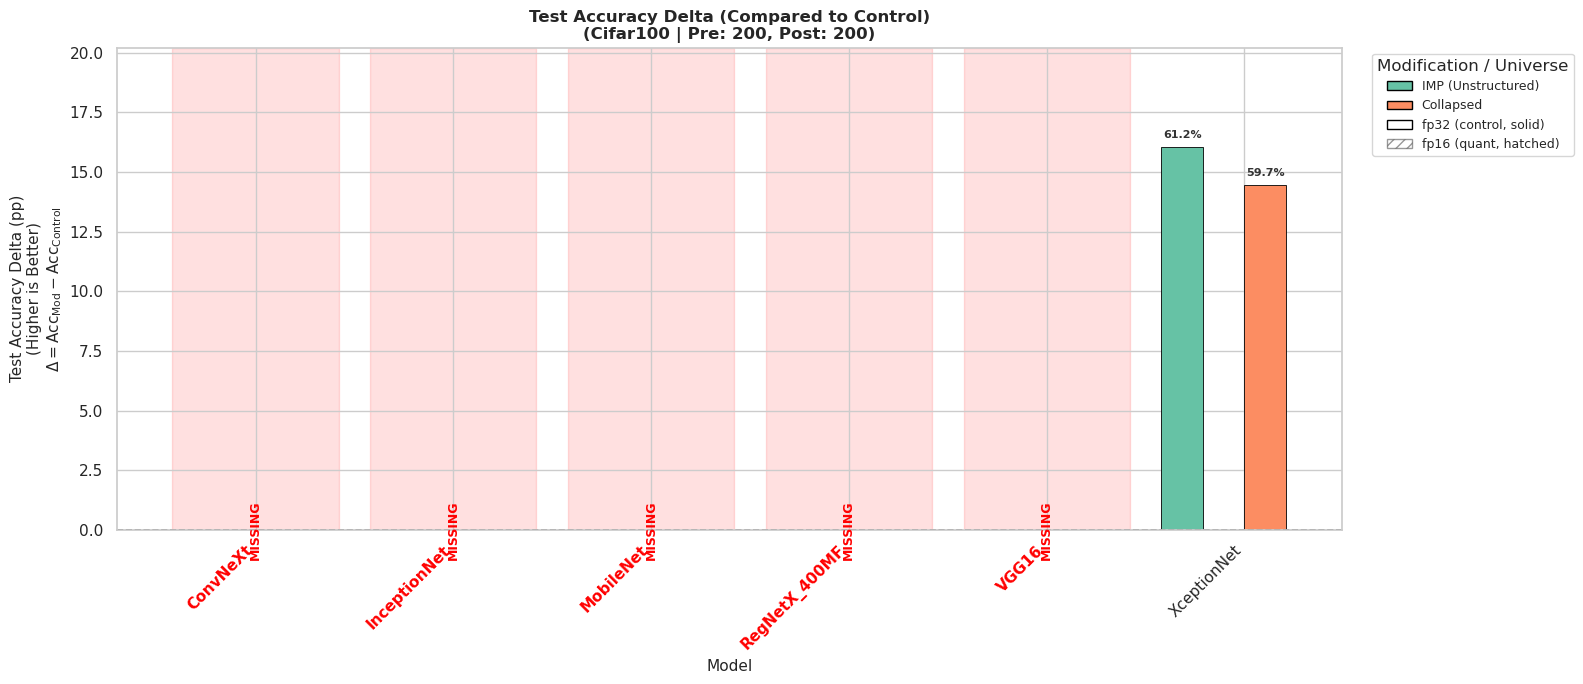 Test Accuracy Delta (Compared to Control)
(Cifar100 | Pre: 200, Post: 200)
Test Accuracy Delta (pp)
(Higher is Better)
Δ = Acc_Mod − Acc_Control
20.0
17.5
15.0
12.5
10.0
7.5
5.0
2.5
0.0
61.2%
59.7%
MISSING
MISSING
MISSING
MISSING
MISSING
ConvNeXt
InceptionNet
MobileNet
RegNetX_400MF
VGG16
XceptionNet
Model
Modification / Universe
IMP (Unstructured)
Collapsed
fp32 (control, solid)
fp16 (quant, hatched)